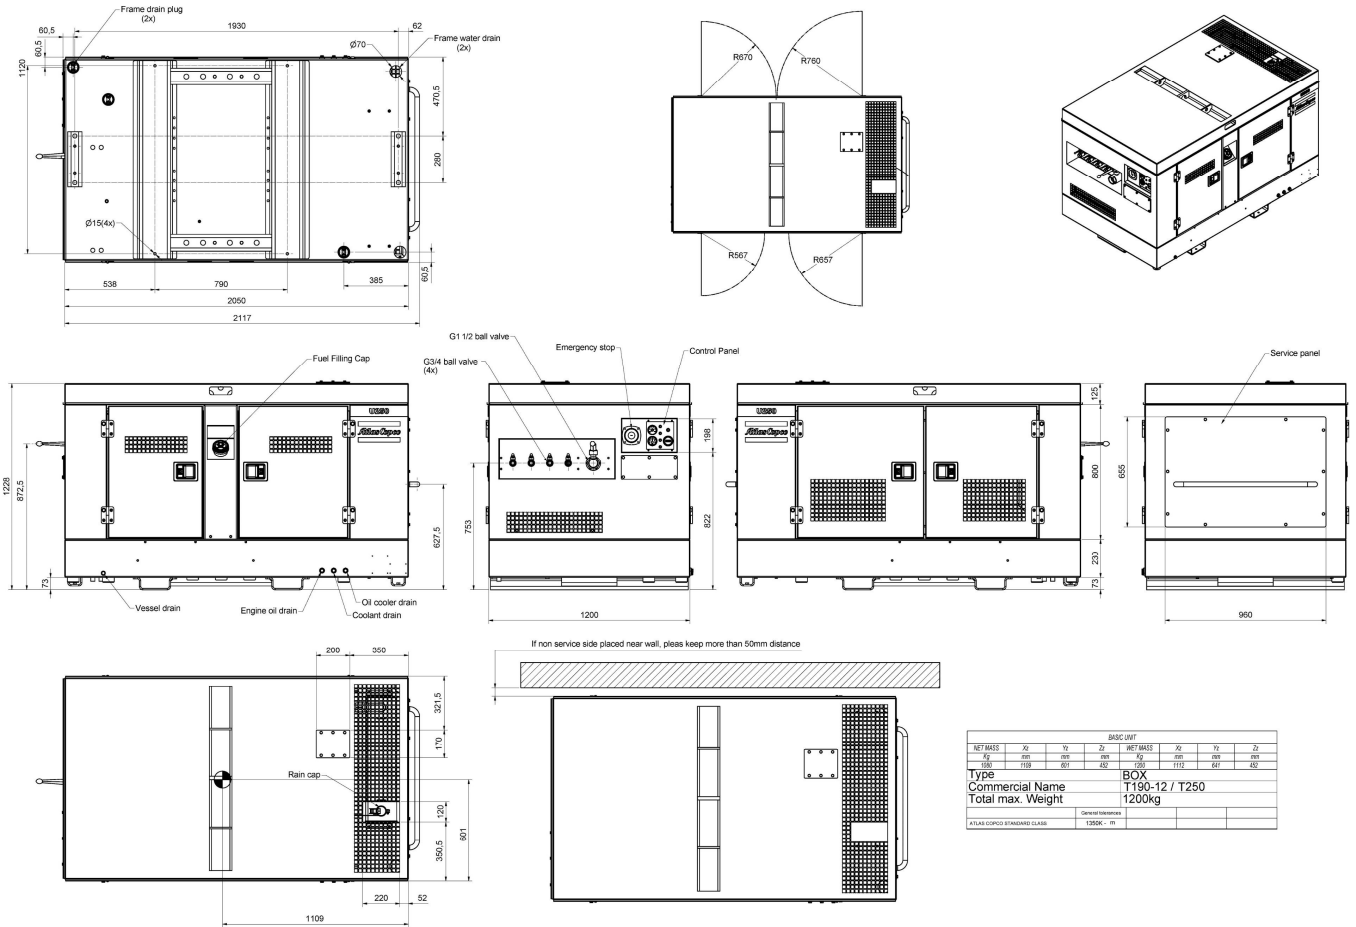 Frame drain plug
(2x)
60,5
1930
62
Ø70
Frame water drain
(2x)
60,5
1120
470,5
280
Ø15(4x)
60,5
538
790
385
2050
2117
R670
R760
R567
R657
Fuel Filling Cap
U250
Atlas Copco
1228
872,5
627,5
73
Vessel drain
Engine oil drain
Oil cooler drain
Coolant drain
G1 1/2 ball valve
G3/4 ball valve
(4x)
Emergency stop
Control Panel
198
753
822
1200
U250
Atlas Copco
125
800
230
73
Service panel
655
960
200
350
321,5
170
Rain cap
120
601
350,5
220
52
1109
If non service side placed near wall, pleas keep more than 50mm distance
BASIC UNIT
NET MASS Xz Yz Zz WET MASS Xz Yz Zz
Kg mm mm mm Kg mm mm mm
1080 1109 601 452 1200 1112 641 452
Type BOX
Commercial Name T190-12 / T250
Total max. Weight 1200kg
General tolerances
ATLAS COPCO STANDARD CLASS 1350K - m